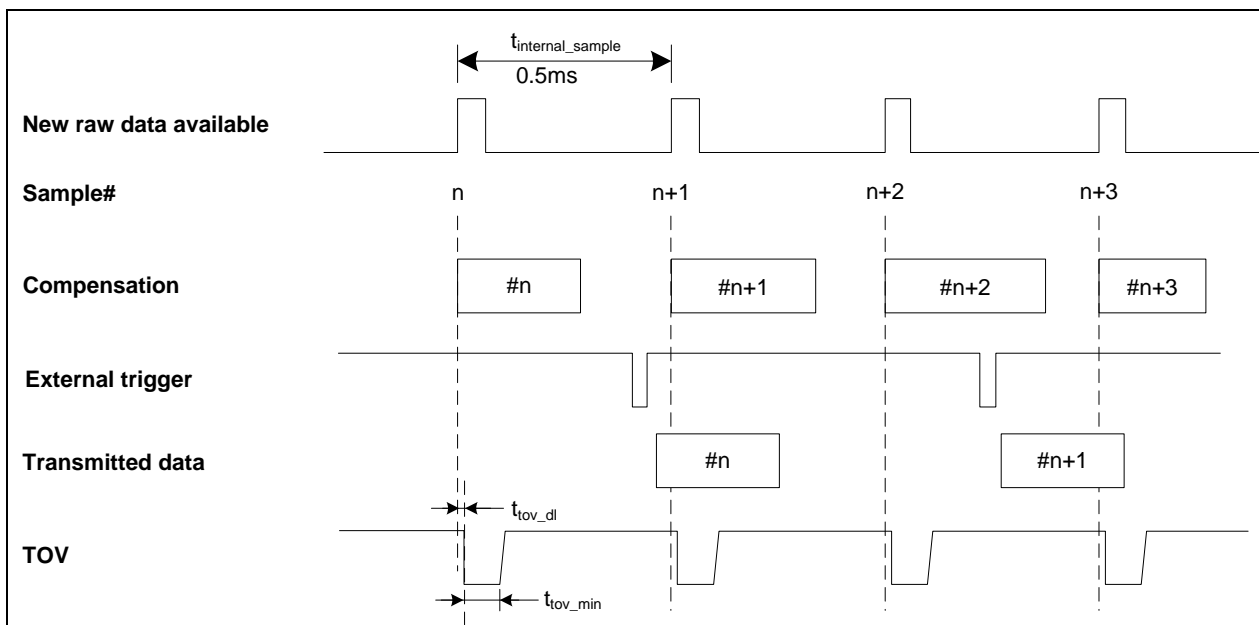 t_internal_sample
0.5ms
New raw data available
Sample#
n
n+1
n+2
n+3
Compensation
#n
#n+1
#n+2
#n+3
External trigger
Transmitted data
#n
#n+1
t_tov_dl
TOV
t_tov_min